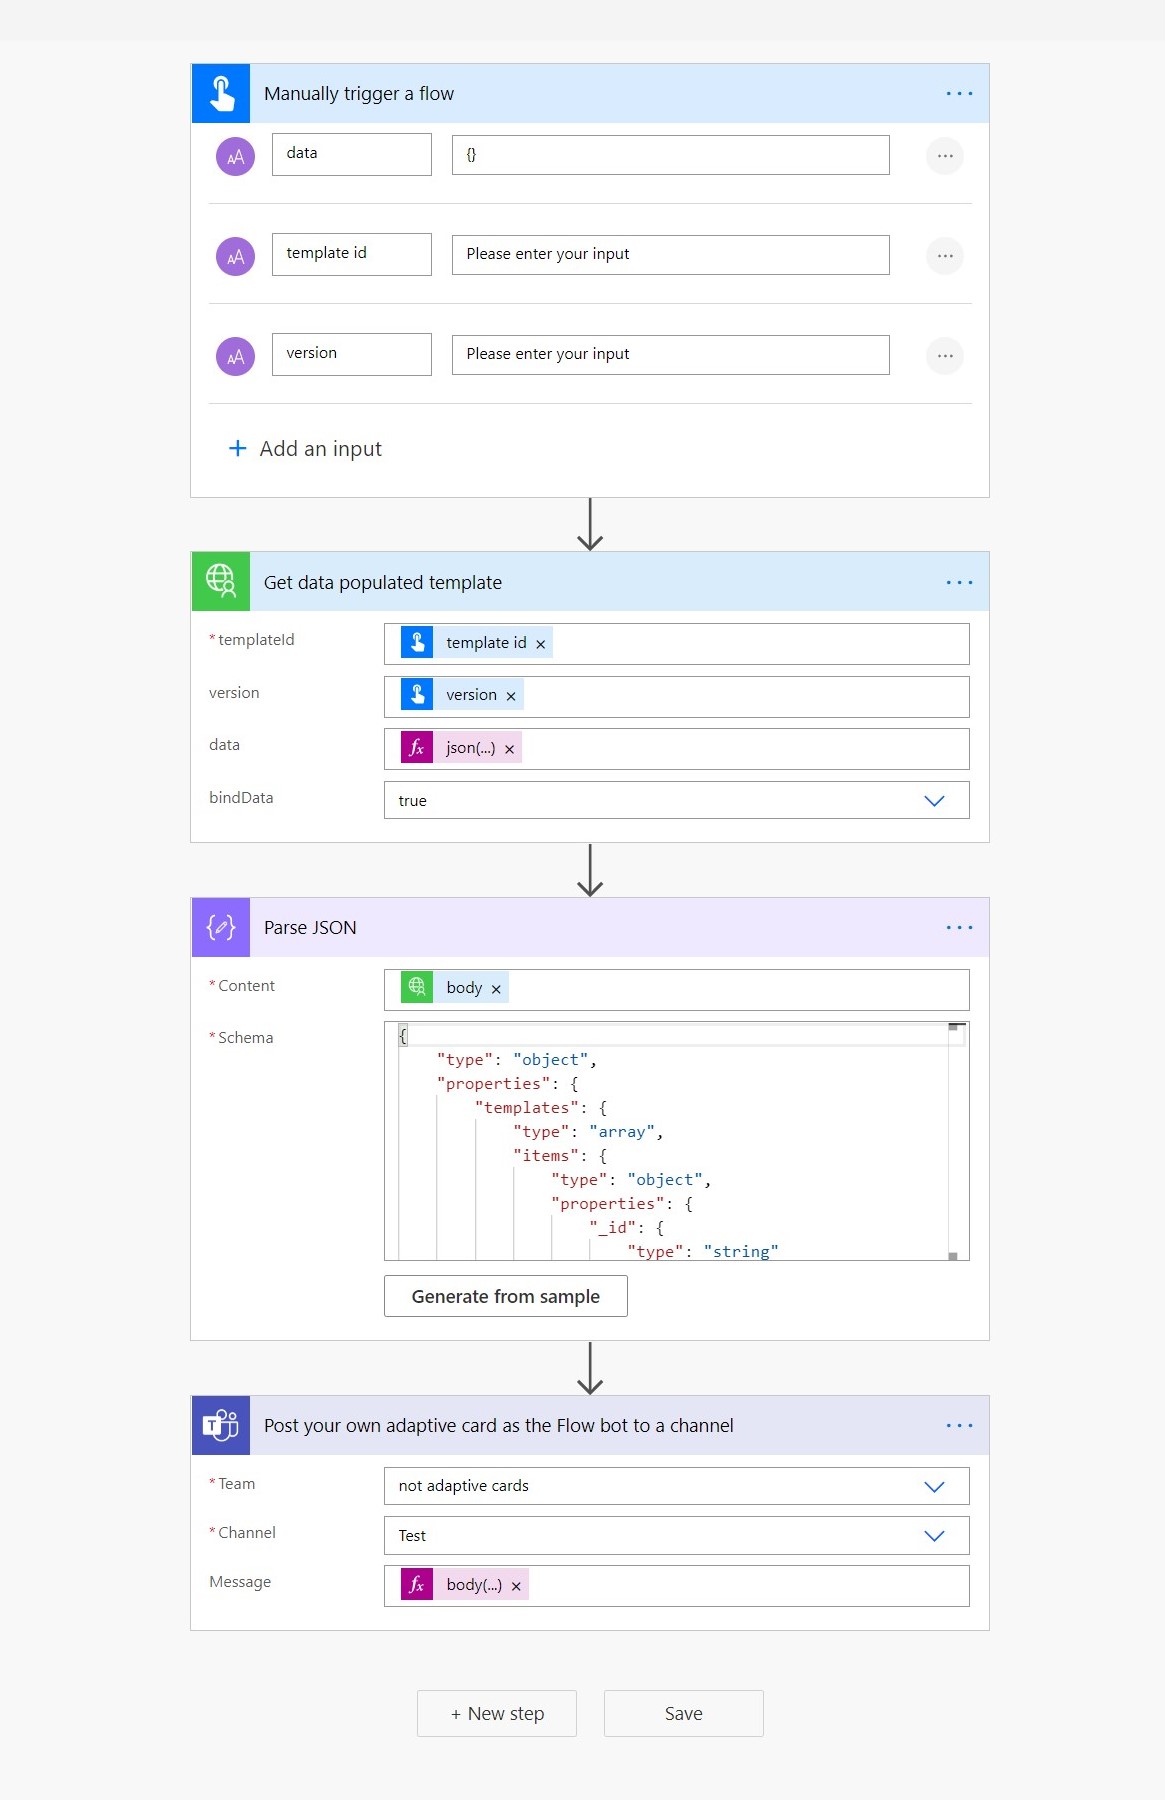 Manually trigger a flow
data {}
template id Please enter your input
version Please enter your input
+ Add an input
Get data populated template
* templateId template id ×
version version ×
data fx json(...) ×
bindData true
Parse JSON
* Content body ×
* Schema {
"type": "object",
"properties": {
"templates": {
"type": "array",
"items": {
"type": "object",
"properties": {
"_id": {
"type": "string"
Generate from sample
Post your own adaptive card as the Flow bot to a channel
* Team not adaptive cards
* Channel Test
Message fx body(...) ×
+ New step Save